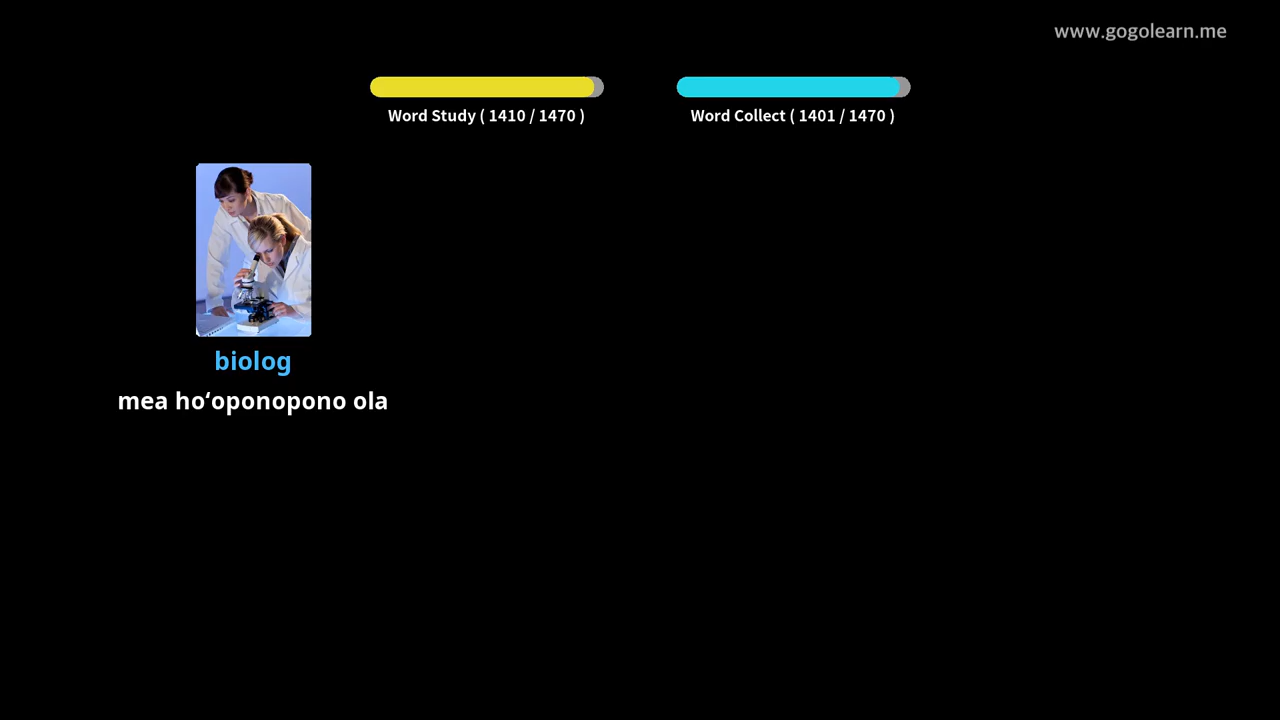 www.gogolearn.me
Word Study ( 1410 / 1470 )
Word Collect ( 1401 / 1470 )
biolog
mea hoʻoponopono ola